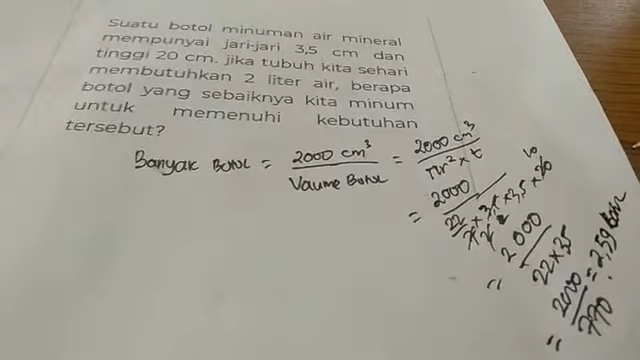 Suatu botol minuman air mineral
mempunyai jari-jari 3,5 cm dan
tinggi 20 cm. jika tubuh kita sehari
membutuhkan 2 liter air, berapa
botol yang sebaiknya kita minum
untuk memenuhi kebutuhan
tersebut?
Banyak Botol = 2000 cm³ / Volume Botol = 2000 cm³ / πr² × t
= 2000 / 22/7 × 3,5 × 3,5 × 20 10
= 2000 / 22 × 35
= 2000 / 770 = 2,59 Botol